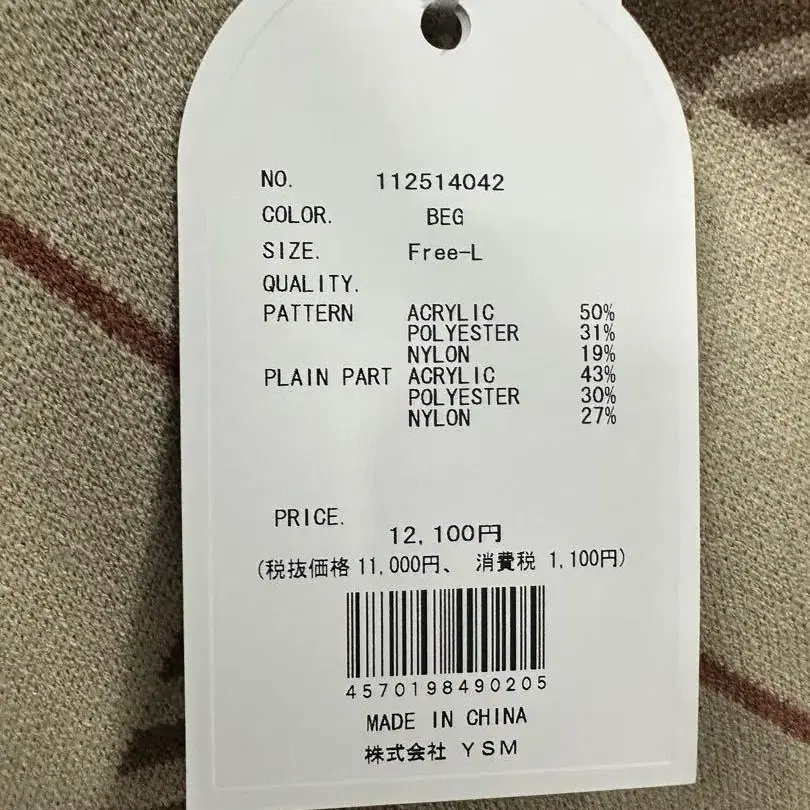 NO. 112514042
COLOR. BEG
SIZE. Free-L
QUALITY.
PATTERN ACRYLIC 50%
POLYESTER 31%
NYLON 19%
PLAIN PART ACRYLIC 43%
POLYESTER 30%
NYLON 27%
PRICE. 12,100円
(税抜価格 11,000円、 消費税 1,100円)
4570198490205
MADE IN CHINA
株式会社 YSM